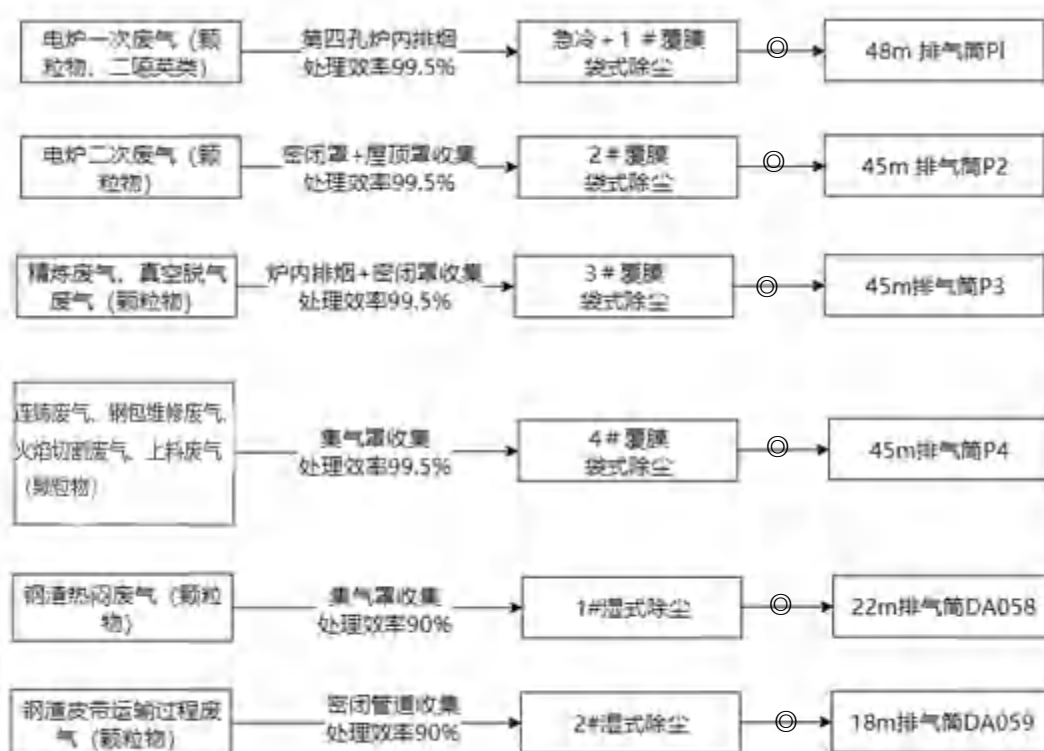 电炉一次废气（颗
粒物、二噁英类）
第四孔炉内排烟
处理效率99.5%
急冷+1#覆膜
袋式除尘
48m 排气筒P1
电炉二次废气（颗
粒物）
密闭罩+屋顶罩收集
处理效率99.5%
2#覆膜
袋式除尘
45m 排气筒P2
精炼废气、真空脱气
废气（颗粒物）
炉内排烟+密闭罩收集
处理效率99.5%
3#覆膜
袋式除尘
45m排气筒P3
连铸废气、钢包维修废气、
火焰切割废气、上料废气
（颗粒物）
集气罩收集
处理效率99.5%
4#覆膜
袋式除尘
45m排气筒P4
钢渣热闷废气（颗粒
物）
集气罩收集
处理效率90%
1#湿式除尘
22m排气筒DA058
钢渣皮带运输过程废
气（颗粒物）
密闭管道收集
处理效率90%
2#湿式除尘
18m排气筒DA059